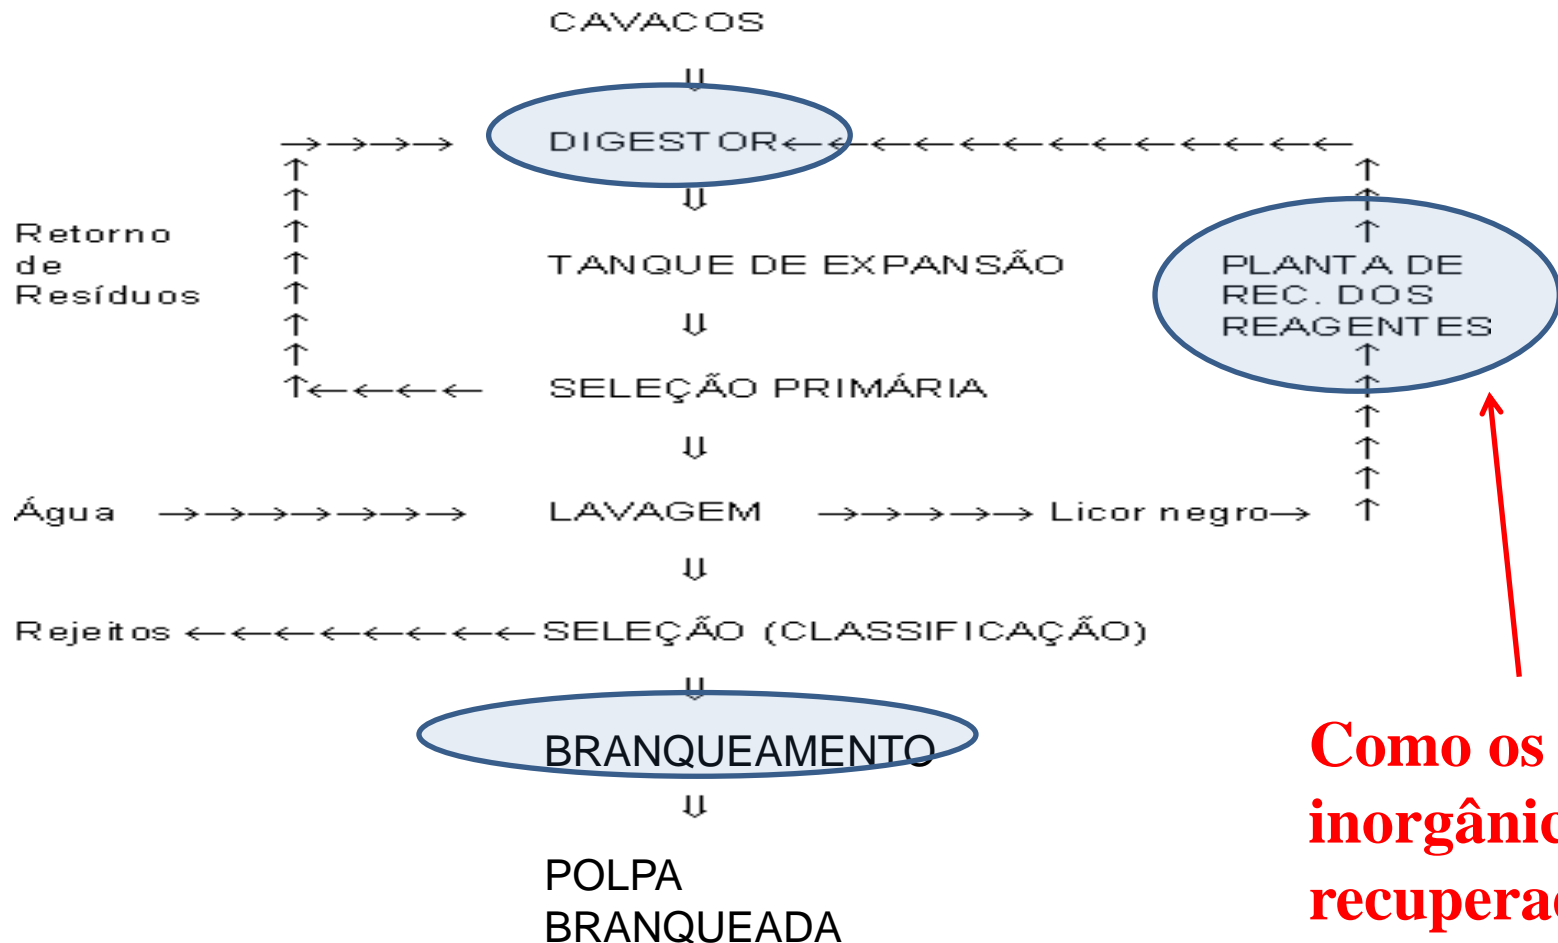 CAVACOS
DIGESTOR
Retorno
de
Resíduos
TANQUE DE EXPANSÃO
PLANTA DE
REC. DOS
REAGENTES
SELEÇÃO PRIMÁRIA
Água
LAVAGEM
Licor negro
Rejeitos
SELEÇÃO (CLASSIFICAÇÃO)
BRANQUEAMENTO
POLPA
BRANQUEADA
Como os